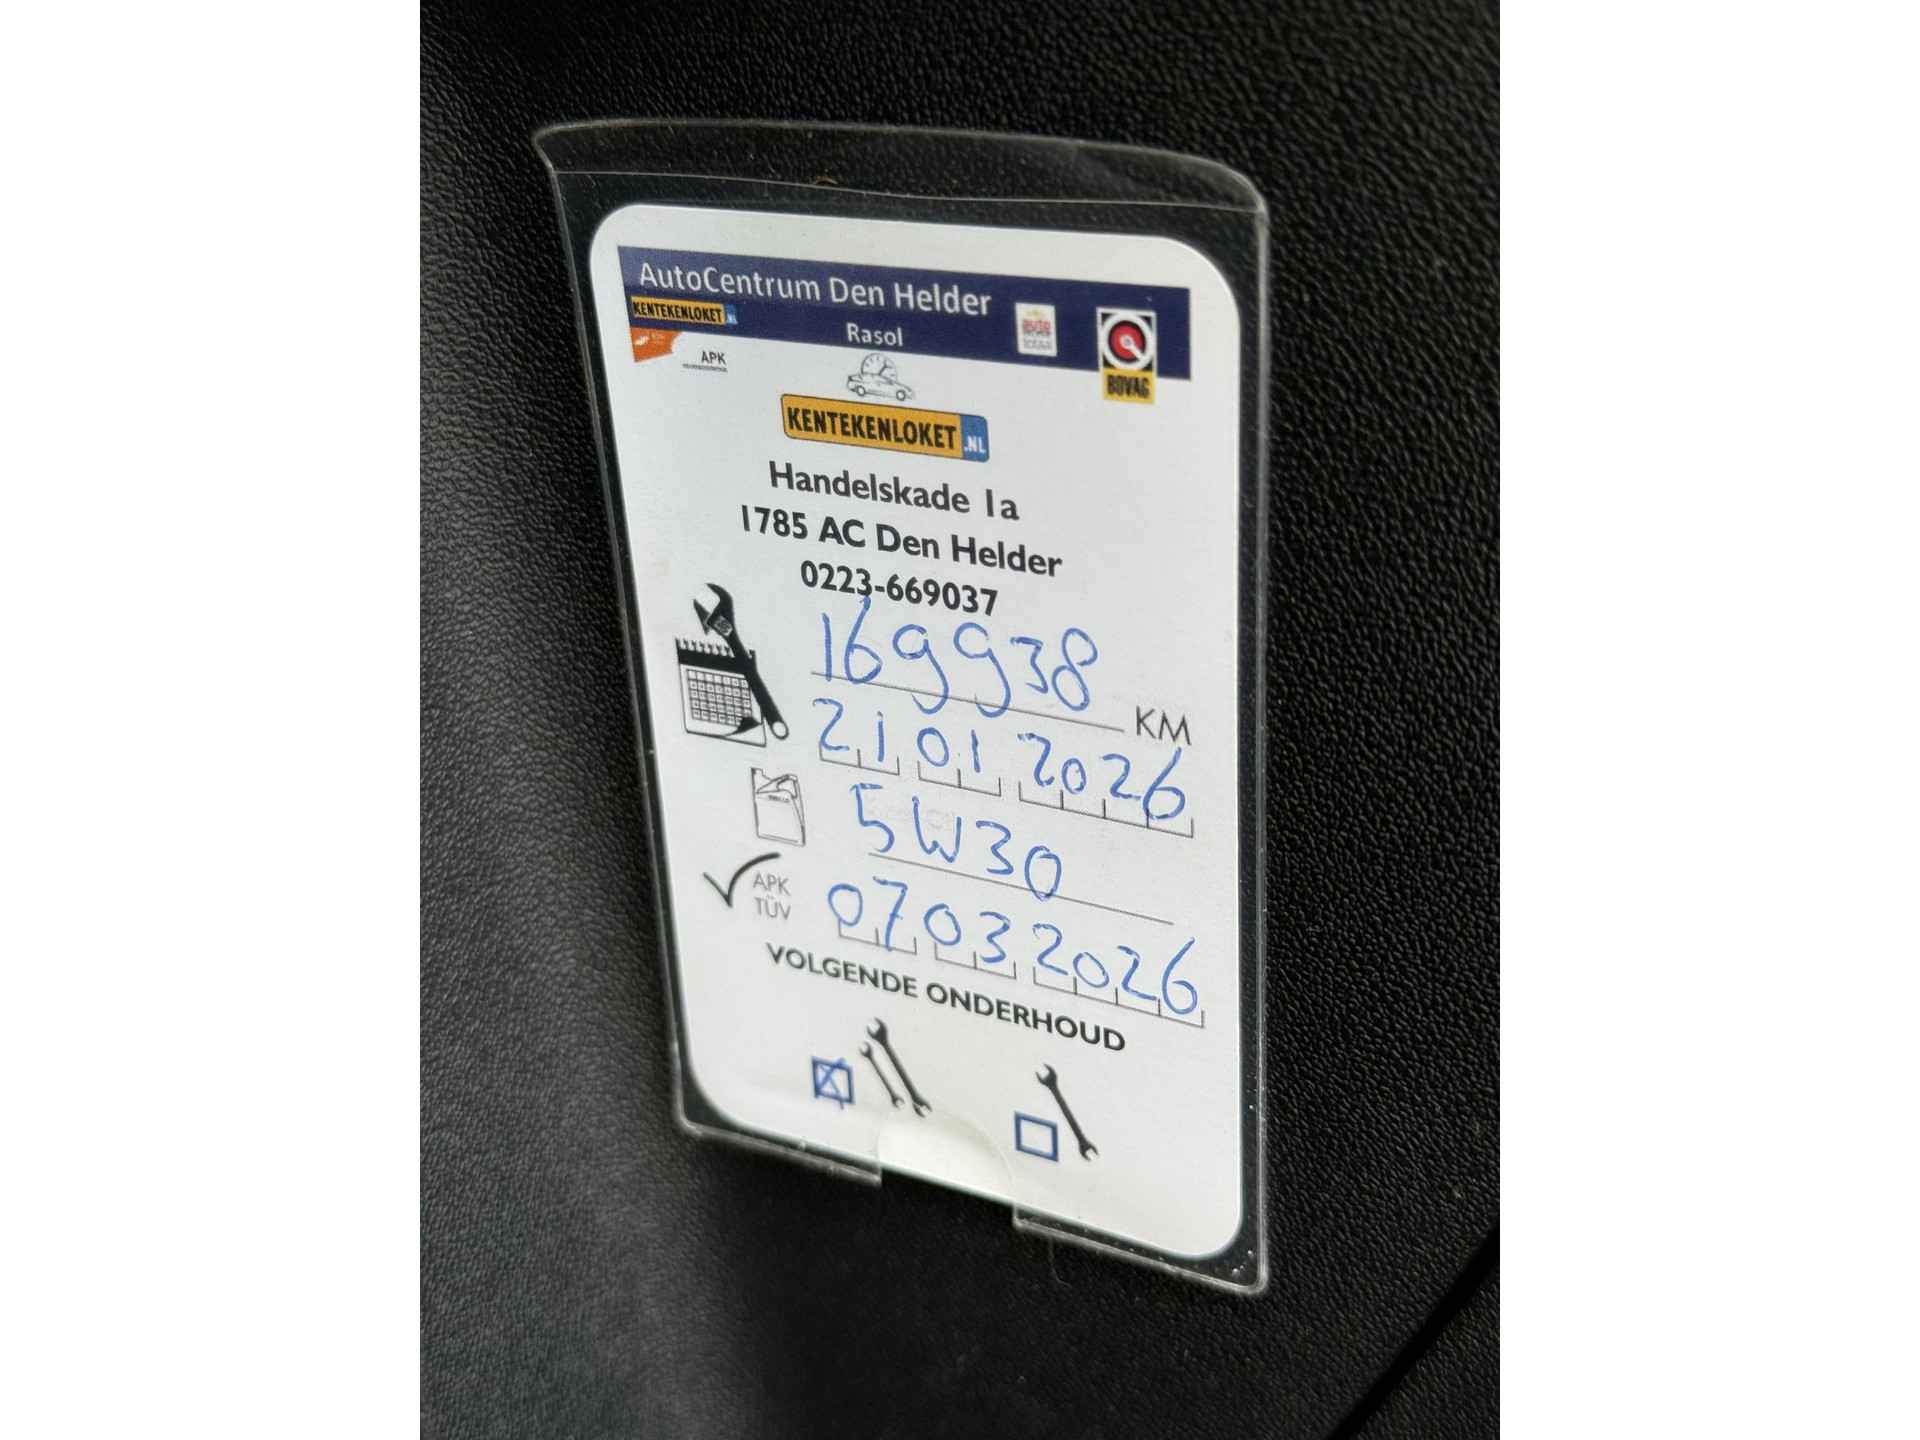 AutoCentrum Den Helder
KENTEKENLOKET.NL
Rasol
APK
BOVAG
KENTEKENLOKET.NL
Handelskade 1a
1785 AC Den Helder
0223-669037
169938 KM
21 01 2026
5W30
APK TÜV 07 03 2026
VOLGENDE ONDERHOUD